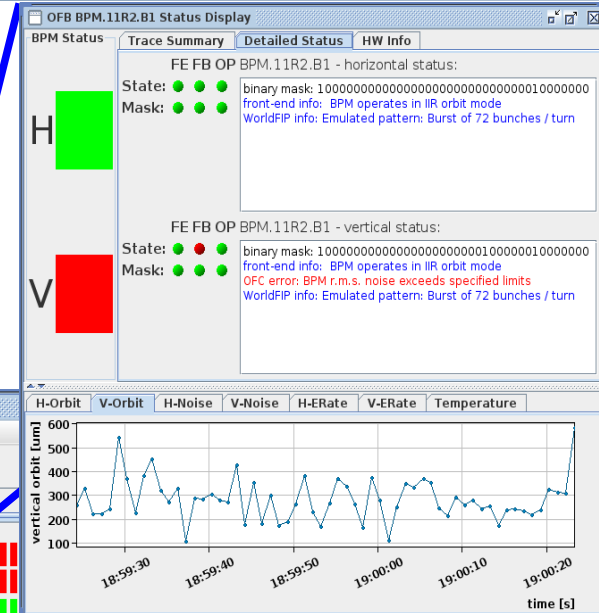 OFB BPM.11R2.B1 Status Display
BPM Status
Trace Summary Detailed Status HW Info
FE FB OP BPM.11R2.B1 - horizontal status:
State:
Mask:
binary mask:
front-end info: BPM operates in IIR orbit mode
WorldFIP info: Emulated pattern: Burst of 72 bunches / turn
H
FE FB OP BPM.11R2.B1 - vertical status:
State:
Mask:
binary mask:
front-end info: BPM operates in IIR orbit mode
OFC error: BPM r.m.s. noise exceeds specified limits
WorldFIP info: Emulated pattern: Burst of 72 bunches / turn
V
H-Orbit V-Orbit H-Noise V-Noise H-ERate V-ERate Temperature
vertical orbit [um]
600
500
400
300
200
100
18:59:30 18:59:40 18:59:50 19:00:00 19:00:10 19:00:20
time [s]